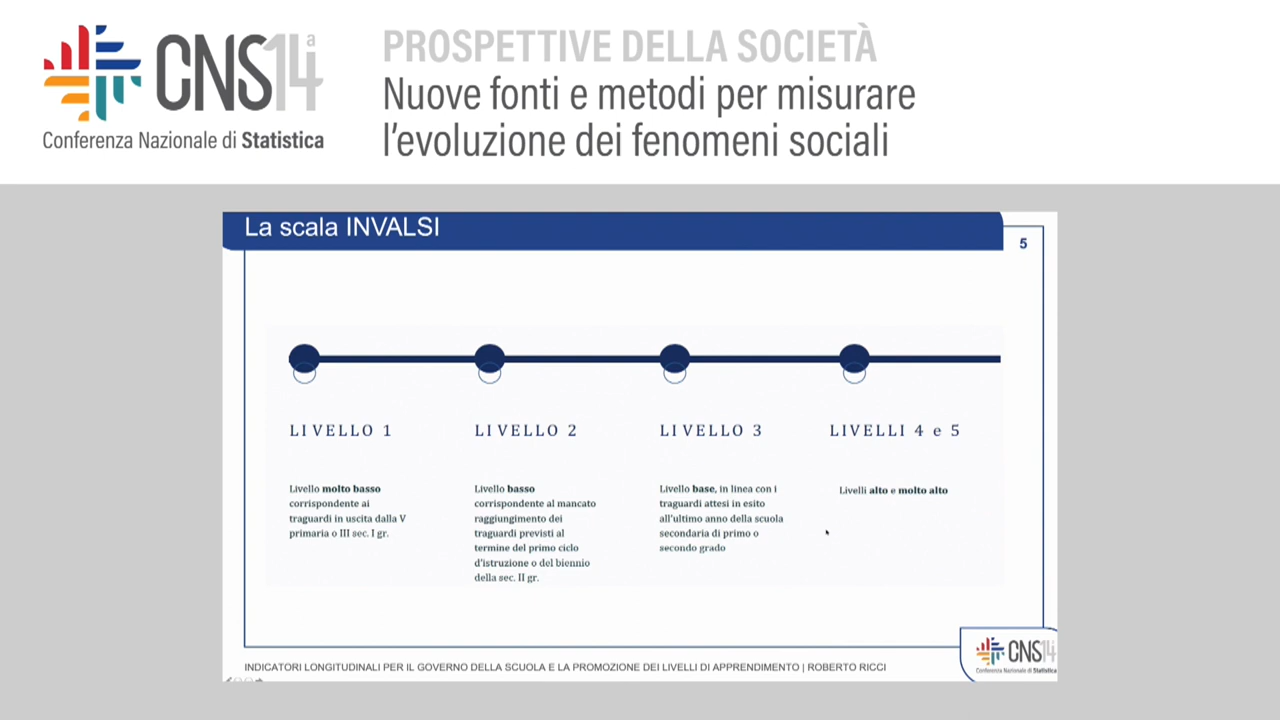 CNS14a
Conferenza Nazionale di Statistica
PROSPETTIVE DELLA SOCIETÀ
Nuove fonti e metodi per misurare
l'evoluzione dei fenomeni sociali
La scala INVALSI
5
LIVELLO 1
LIVELLO 2
LIVELLO 3
LIVELLI 4 e 5
Livello molto basso
corrispondente ai
traguardi in uscita dalla V
primaria o III sec. I gr.
Livello basso
corrispondente al mancato
raggiungimento dei
traguardi previsti al
termine del primo ciclo
d'istruzione o del biennio
della sec. II gr.
Livello base, in linea con i
traguardi attesi in esito
all'ultimo anno della scuola
secondaria di primo o
secondo grado
Livelli alto e molto alto
INDICATORI LONGITUDINALI PER IL GOVERNO DELLA SCUOLA E LA PROMOZIONE DEI LIVELLI DI APPRENDIMENTO | ROBERTO RICCI
CNS14
Conferenza Nazionale di Statistica